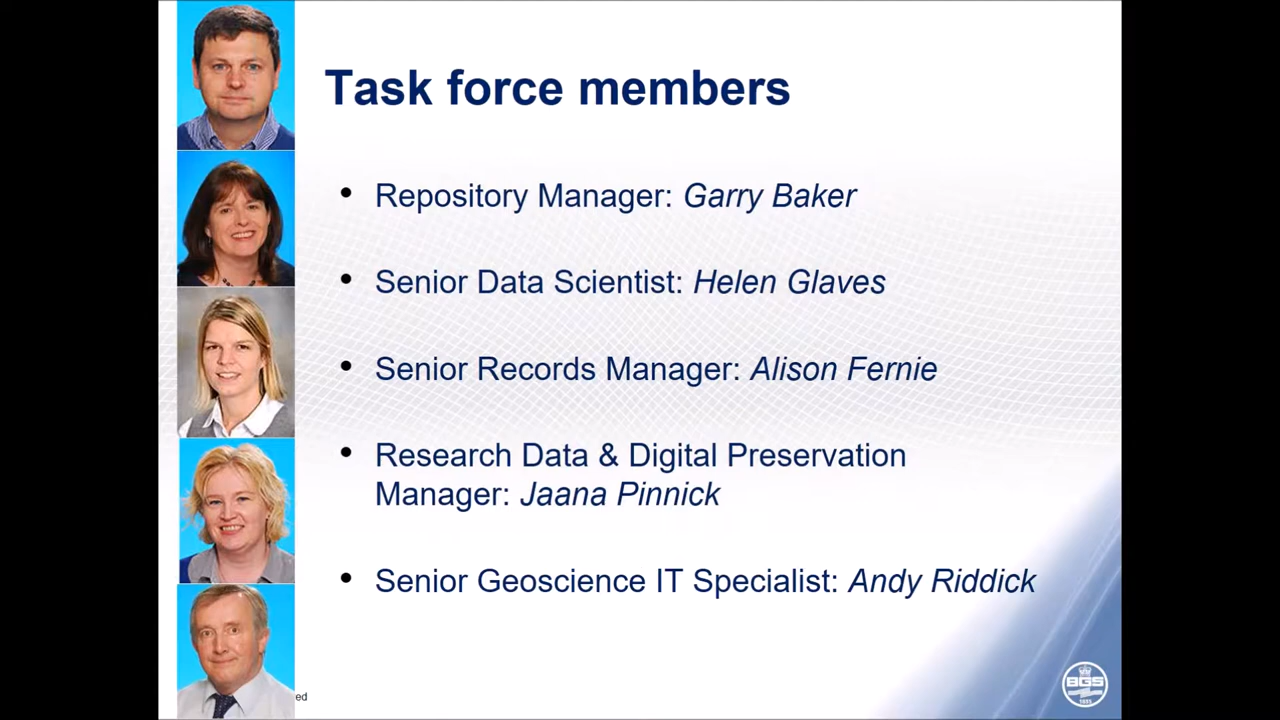 Task force members
• Repository Manager: Garry Baker
• Senior Data Scientist: Helen Glaves
• Senior Records Manager: Alison Fernie
• Research Data & Digital Preservation
Manager: Jaana Pinnick
• Senior Geoscience IT Specialist: Andy Riddick
ed
BGS
1835